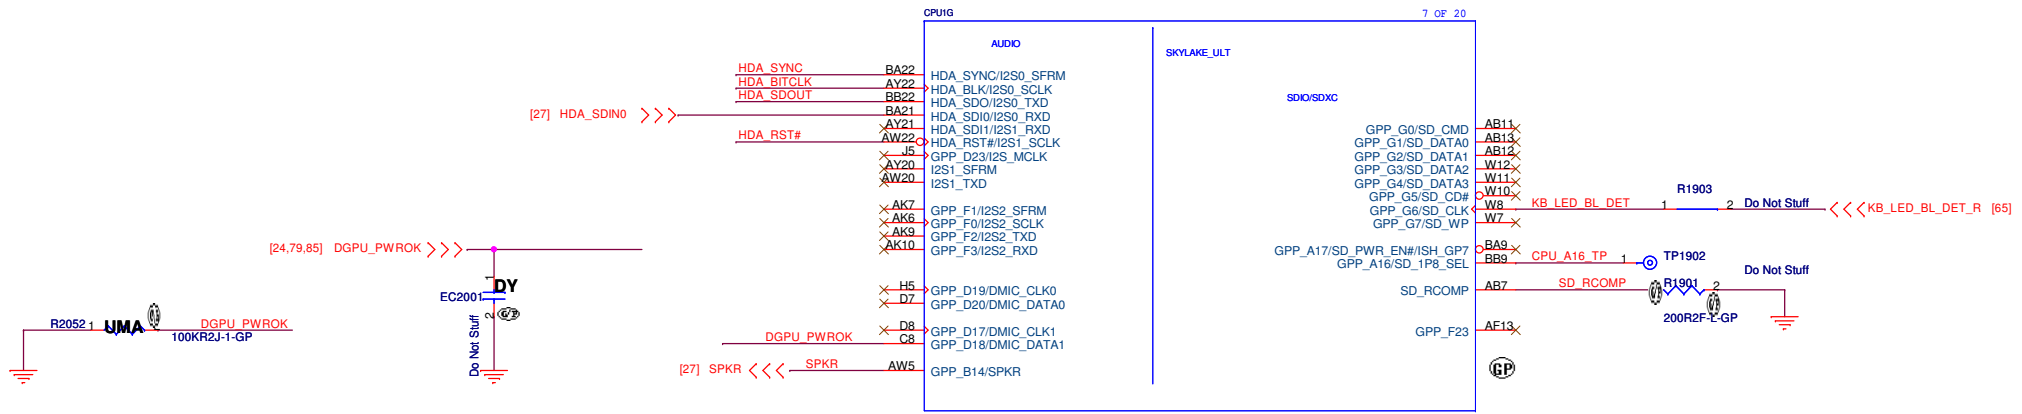 CPU1G
7 OF 20
AUDIO
SKYLAKE_ULT
SDIO/SDXC
HDA_SYNC BA22 HDA_SYNC/I2S0_SFRM
HDA_BITCLK AY22 HDA_BLK/I2S0_SCLK
HDA_SDOUT BB22 HDA_SDO/I2S0_TXD
[27] HDA_SDIN0 BA21 HDA_SDI0/I2S0_RXD
AY21 HDA_SDI1/I2S1_RXD
HDA_RST# AW22 HDA_RST#/I2S1_SCLK
J5 GPP_D23/I2S_MCLK
AY20 I2S1_SFRM
AW20 I2S1_TXD
AK7 GPP_F1/I2S2_SFRM
AK6 GPP_F0/I2S2_SCLK
AK9 GPP_F2/I2S2_TXD
AK10 GPP_F3/I2S2_RXD
H5 GPP_D19/DMIC_CLK0
D7 GPP_D20/DMIC_DATA0
D8 GPP_D17/DMIC_CLK1
DGPU_PWROK C8 GPP_D18/DMIC_DATA1
[27] SPKR SPKR AW5 GPP_B14/SPKR
GPP_G0/SD_CMD AB11
GPP_G1/SD_DATA0 AB13
GPP_G2/SD_DATA1 AB12
GPP_G3/SD_DATA2 W12
GPP_G4/SD_DATA3 W11
GPP_G5/SD_CD# W10
GPP_G6/SD_CLK W8 KB_LED_BL_DET 1 R1903 2 Do Not Stuff KB_LED_BL_DET_R [65]
GPP_G7/SD_WP W7
GPP_A17/SD_PWR_EN#/ISH_GP7 BA9
GPP_A16/SD_1P8_SEL BB9 CPU_A16_TP 1 TP1902
Do Not Stuff
SD_RCOMP AB7 SD_RCOMP R1901 2
200R2F-L-GP
GPP_F23 AF13
GP
[24,79,85] DGPU_PWROK
1
DY
EC2001
2
Do Not Stuff
R2052 1 UMA DGPU_PWROK
100KR2J-1-GP